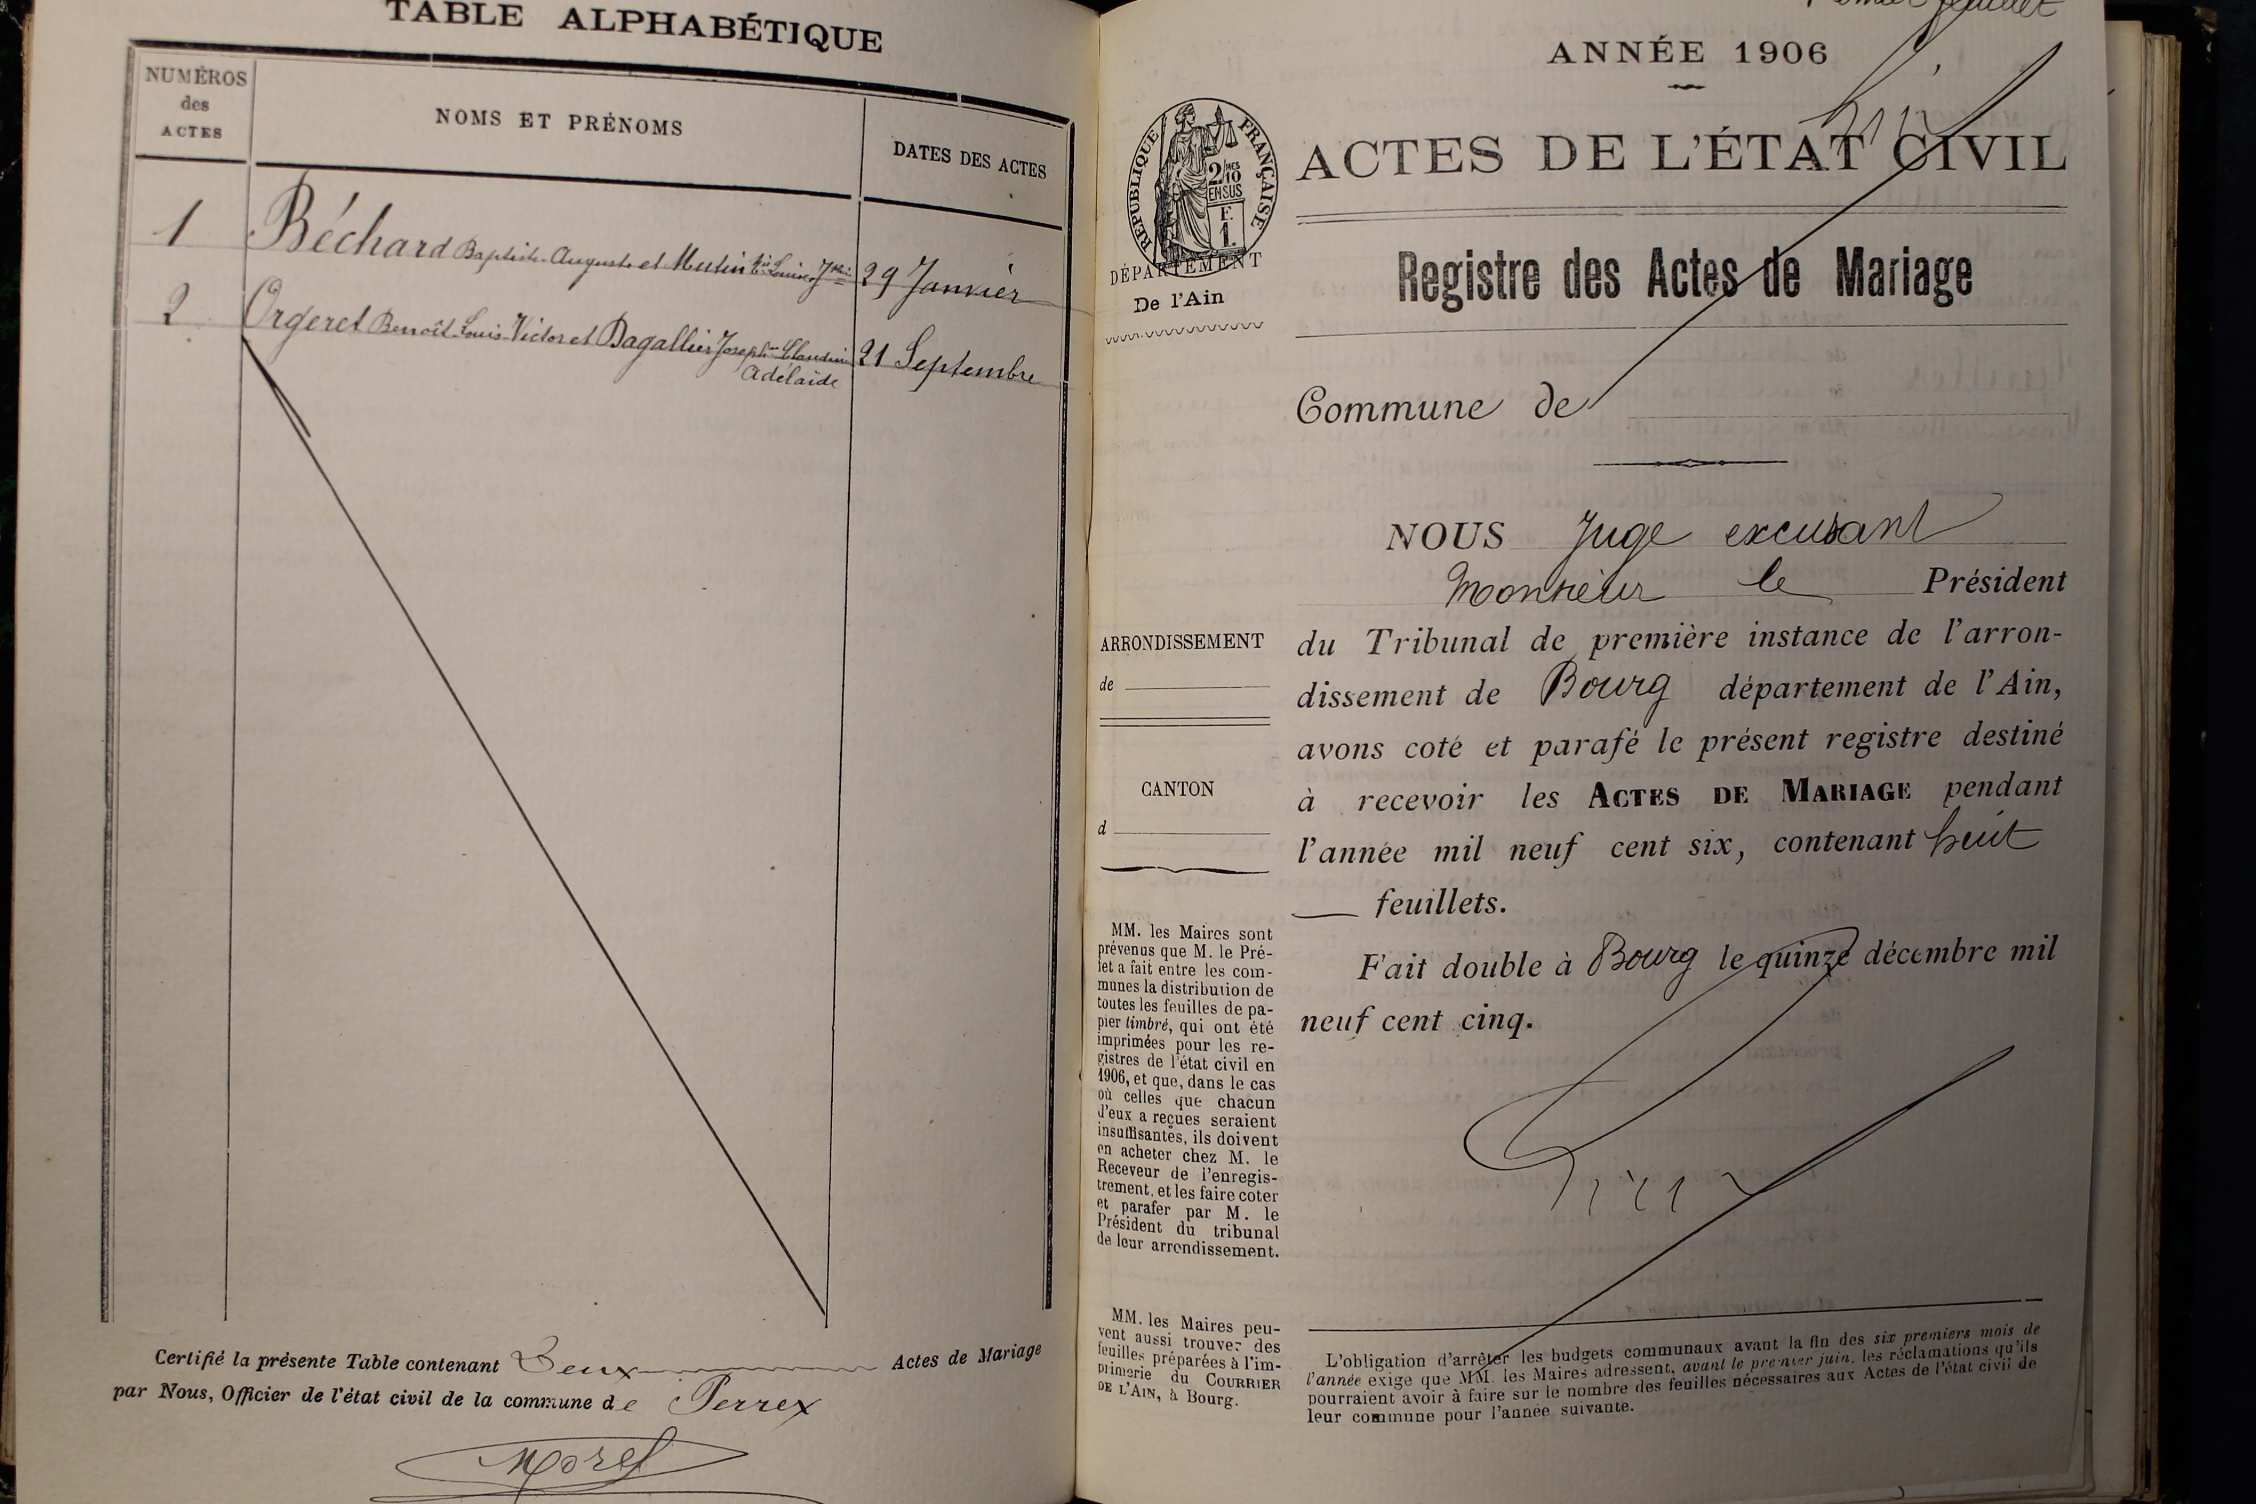 TABLE ALPHABÉTIQUE
NUMÉROS
des
ACTES
NOMS ET PRÉNOMS
DATES DES ACTES
1 Béchard Baptiste Auguste et Mutin Louise 29 Janvier
2 Orgeret Benoît Louis Victor et Dagallier Joseph<sup>ne</sup> Claudine 21 Septembre
Adélaïde
Certifié la présente Table contenant Deux Actes de Mariage
par Nous, Officier de l'état civil de la commune de Perrex
Morel
Premier feuillet
ANNÉE 1906
RÉPUBLIQUE FRANÇAISE
2 MES
10
EN SUS
F.
1.
DÉPARTEMENT
De l'Ain
ARRONDISSEMENT
de
CANTON
d
MM. les Maires sont
prévenus que M. le Pré-
fet a fait entre les com-
munes la distribution de
toutes les feuilles de pa-
pier timbré, qui ont été
imprimées pour les re-
gistres de l'état civil en
1906, et que, dans le cas
où celles que chacun
d'eux a reçues seraient
insuffisantes, ils doivent
en acheter chez M. le
Receveur de l'enregis-
trement, et les faire coter
et parafer par M. le
Président du tribunal
de leur arrondissement.
MM. les Maires peu-
vent aussi trouver des
feuilles préparées à l'im-
primerie du COURRIER
DE L'AIN, à Bourg.
ACTES DE L'ÉTAT CIVIL
Registre des Actes de Mariage
Commune de
NOUS Juge excusant
Monsieur le Président
du Tribunal de première instance de l'arron-
dissement de Bourg département de l'Ain,
avons coté et parafé le présent registre destiné
à recevoir les ACTES DE MARIAGE pendant
l'année mil neuf cent six, contenant huit
feuillets.
Fait double à Bourg le quinze décembre mil
neuf cent cinq.
L'obligation d'arrêter les budgets communaux avant la fin des six premiers mois de
l'année exige que MM. les Maires adressent, avant le premier juin, les réclamations qu'ils
pourraient avoir à faire sur le nombre des feuilles nécessaires aux Actes de l'état civil de
leur commune pour l'année suivante.